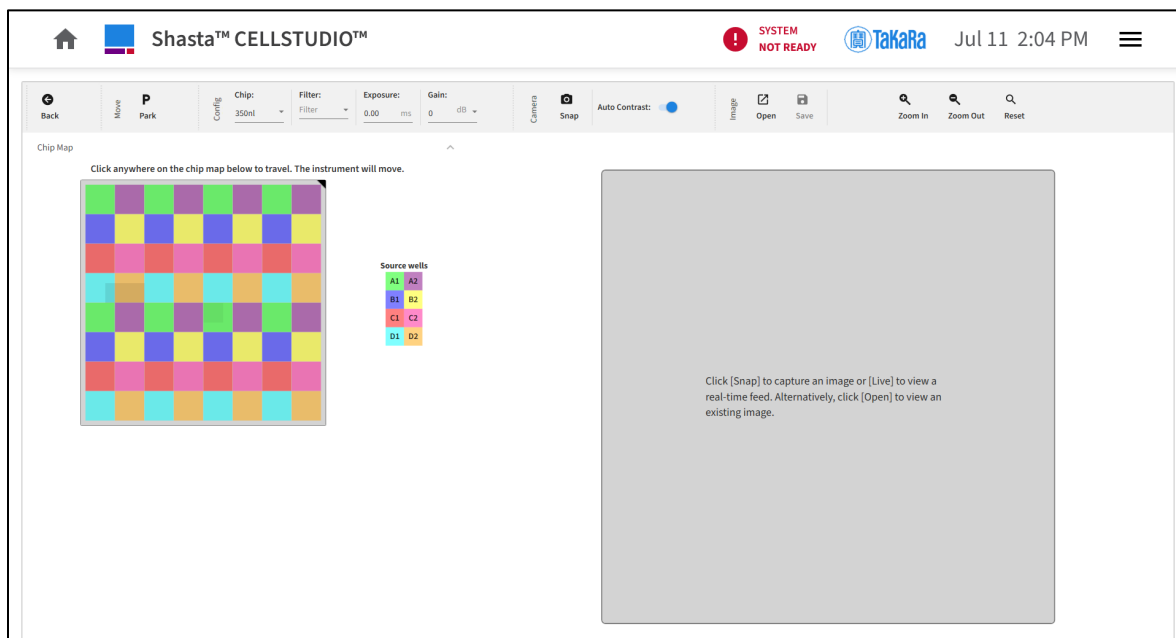 Shasta™ CELLSTUDIO™
SYSTEM
NOT READY
TaKaRa
Jul 11 2:04 PM
Back
Move
P
Park
Config
Chip:
350nl
Filter:
Filter
Exposure:
0.00 ms
Gain:
0 dB
Camera
Snap
Auto Contrast:
Image
Open
Save
Zoom In
Zoom Out
Reset
Chip Map
Click anywhere on the chip map below to travel. The instrument will move.
Source wells
A1 A2
B1 B2
C1 C2
D1 D2
Click [Snap] to capture an image or [Live] to view a
real-time feed. Alternatively, click [Open] to view an
existing image.